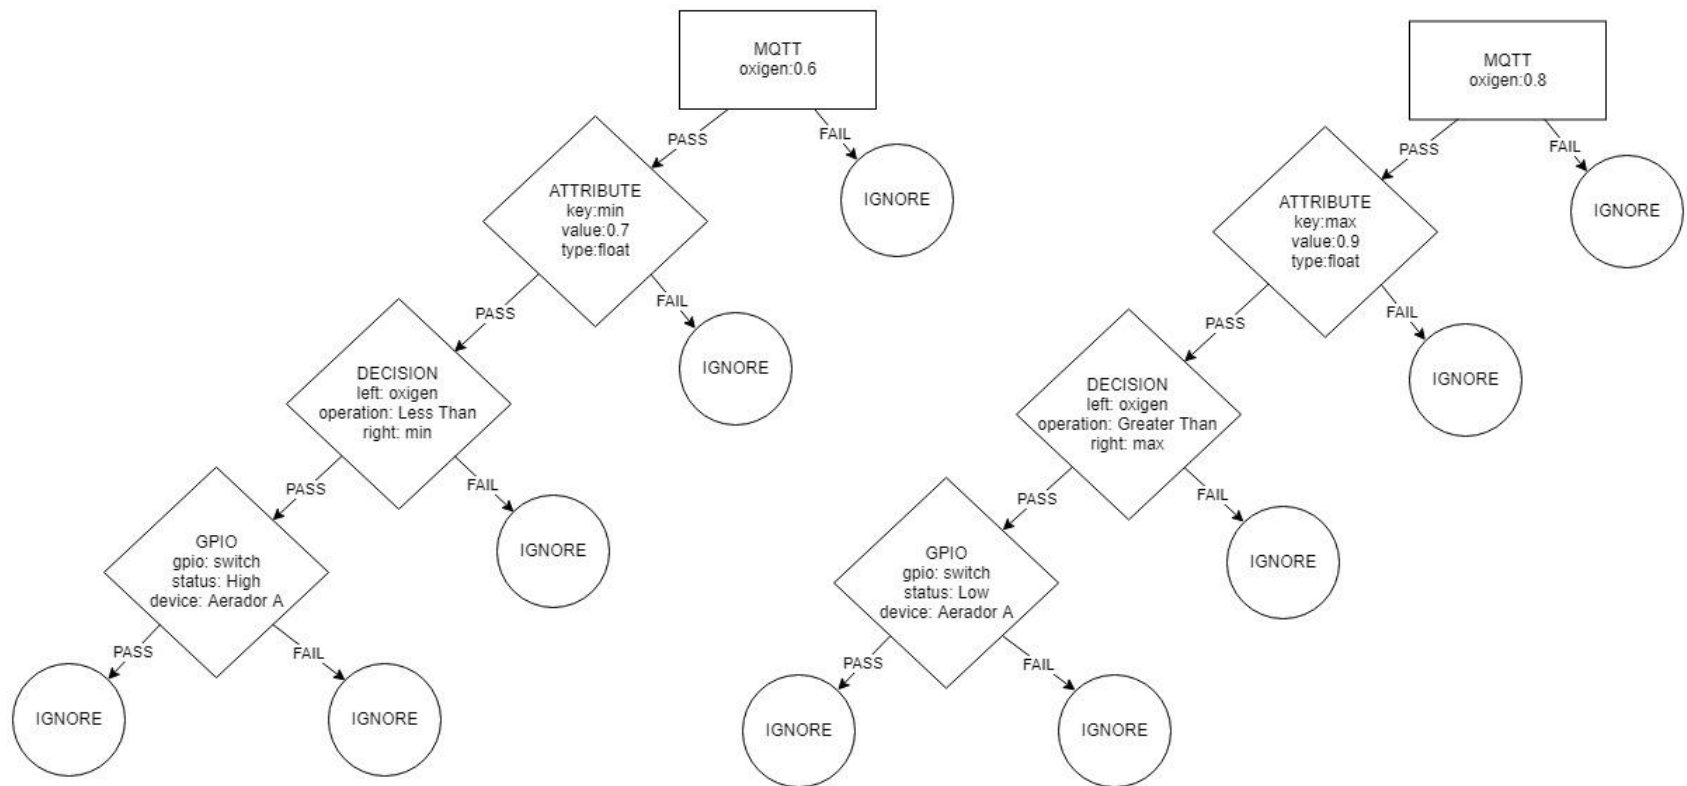 MQTT
oxigen:0.6
PASS
FAIL
ATTRIBUTE
key:min
value:0.7
type:float
IGNORE
PASS
FAIL
IGNORE
DECISION
left: oxigen
operation: Less Than
right: min
PASS
FAIL
IGNORE
GPIO
gpio: switch
status: High
device: Aerador A
PASS
FAIL
IGNORE
IGNORE
MQTT
oxigen:0.8
PASS
FAIL
ATTRIBUTE
key:max
value:0.9
type:float
IGNORE
PASS
FAIL
IGNORE
DECISION
left: oxigen
operation: Greater Than
right: max
PASS
FAIL
IGNORE
GPIO
gpio: switch
status: Low
device: Aerador A
PASS
FAIL
IGNORE
IGNORE